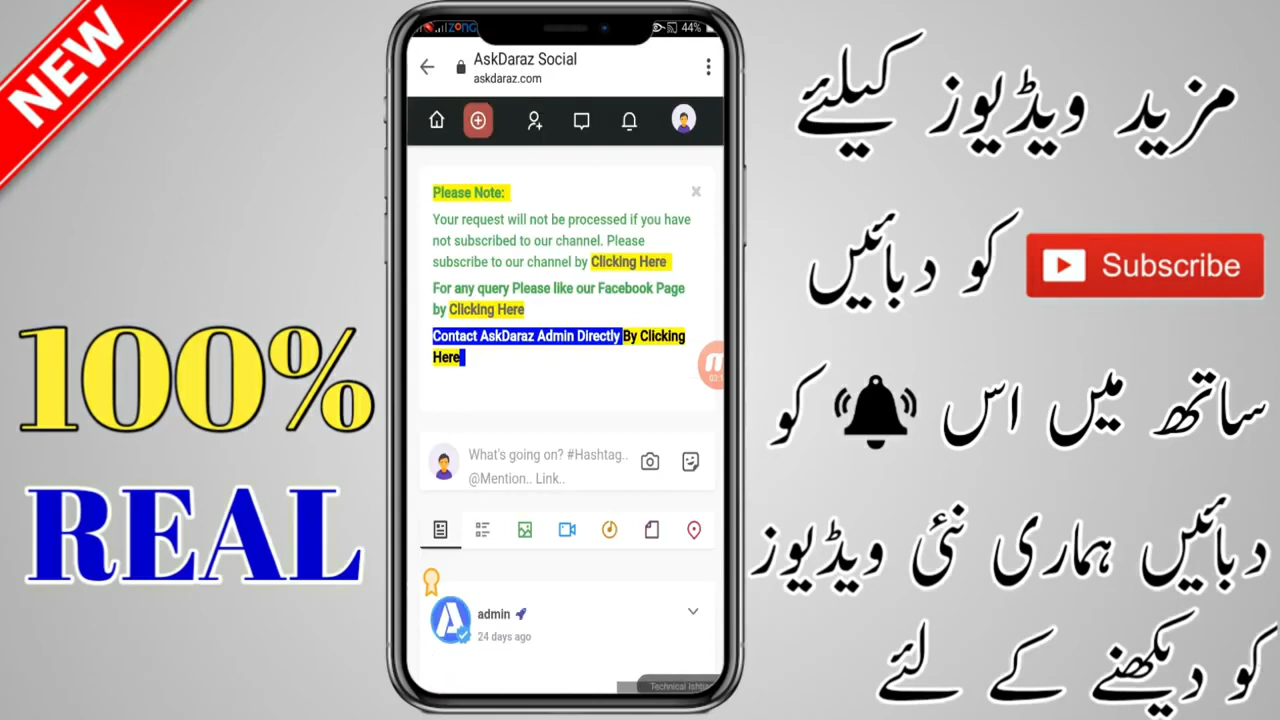 NEW
100%
REAL
ZONG
44%
AskDaraz Social
askdaraz.com
Please Note:
Your request will not be processed if you have
not subscribed to our channel. Please
subscribe to our channel by Clicking Here
For any query Please like our Facebook Page
by Clicking Here
Contact AskDaraz Admin Directly By Clicking
Here
What's going on? #Hashtag..
@Mention.. Link..
admin
24 days ago
Technical
مزید ویڈیوز کیلئے
Subscribe کو دبائیں
ساتھ میں اس کو
دبائیں ہماری نئی ویڈیوز
کو دیکھنے کے لئے